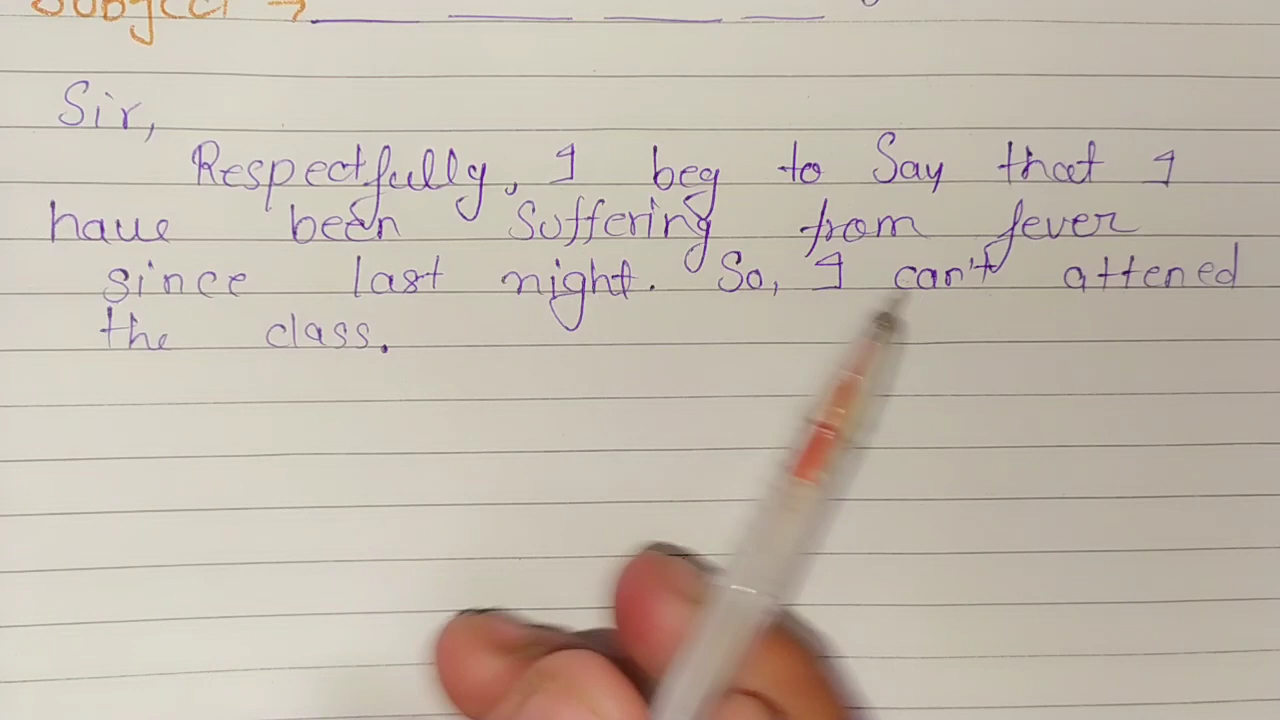 Subject →
Sir,
Respectfully, I beg to Say that I
have been suffering from fever
since last night. So, I can't attened
the class.